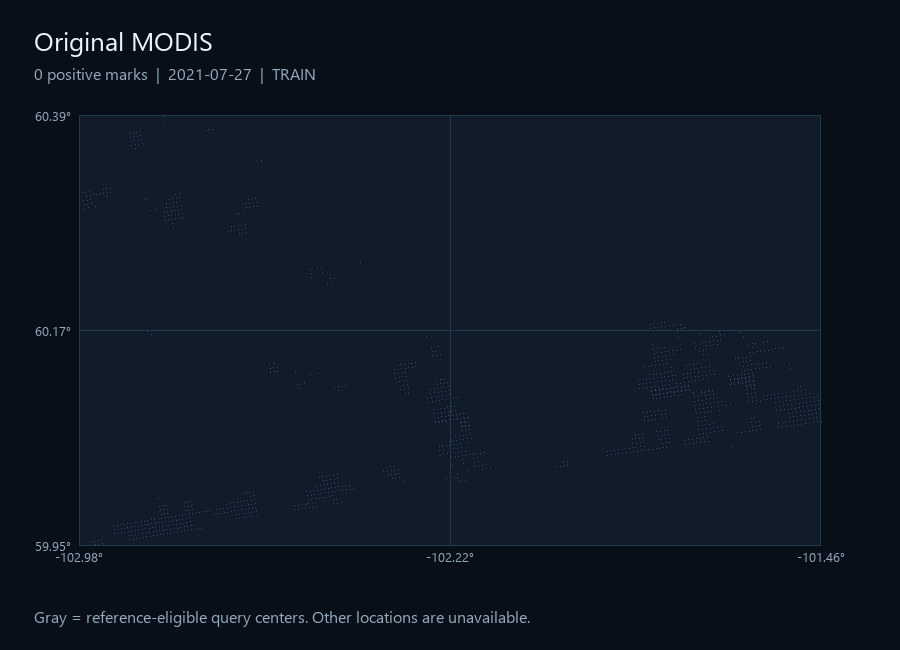 Original MODIS
0 positive marks | 2021-07-27 | TRAIN
60.39°
60.17°
59.95°
-102.98°
-102.22°
-101.46°
Gray = reference-eligible query centers. Other locations are unavailable.